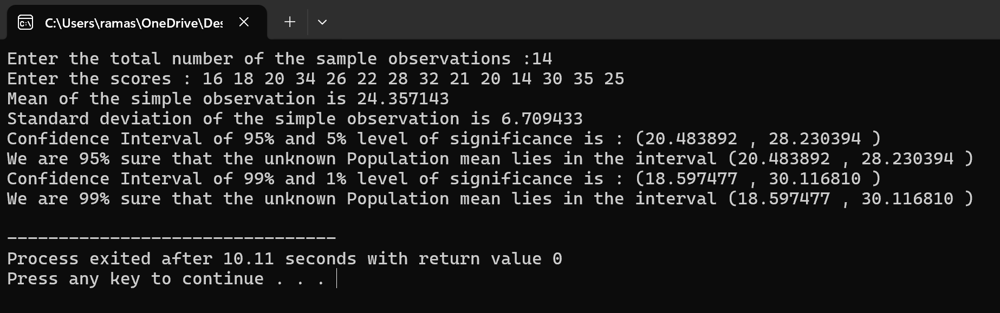 C:\Users\ramas\OneDrive\Des
Enter the total number of the sample observations :14
Enter the scores : 16 18 20 34 26 22 28 32 21 20 14 30 35 25
Mean of the simple observation is 24.357143
Standard deviation of the simple observation is 6.709433
Confidence Interval of 95% and 5% level of significance is : (20.483892 , 28.230394 )
We are 95% sure that the unknown Population mean lies in the interval (20.483892 , 28.230394 )
Confidence Interval of 99% and 1% level of significance is : (18.597477 , 30.116810 )
We are 99% sure that the unknown Population mean lies in the interval (18.597477 , 30.116810 )
--------------------------------
Process exited after 10.11 seconds with return value 0
Press any key to continue . . .